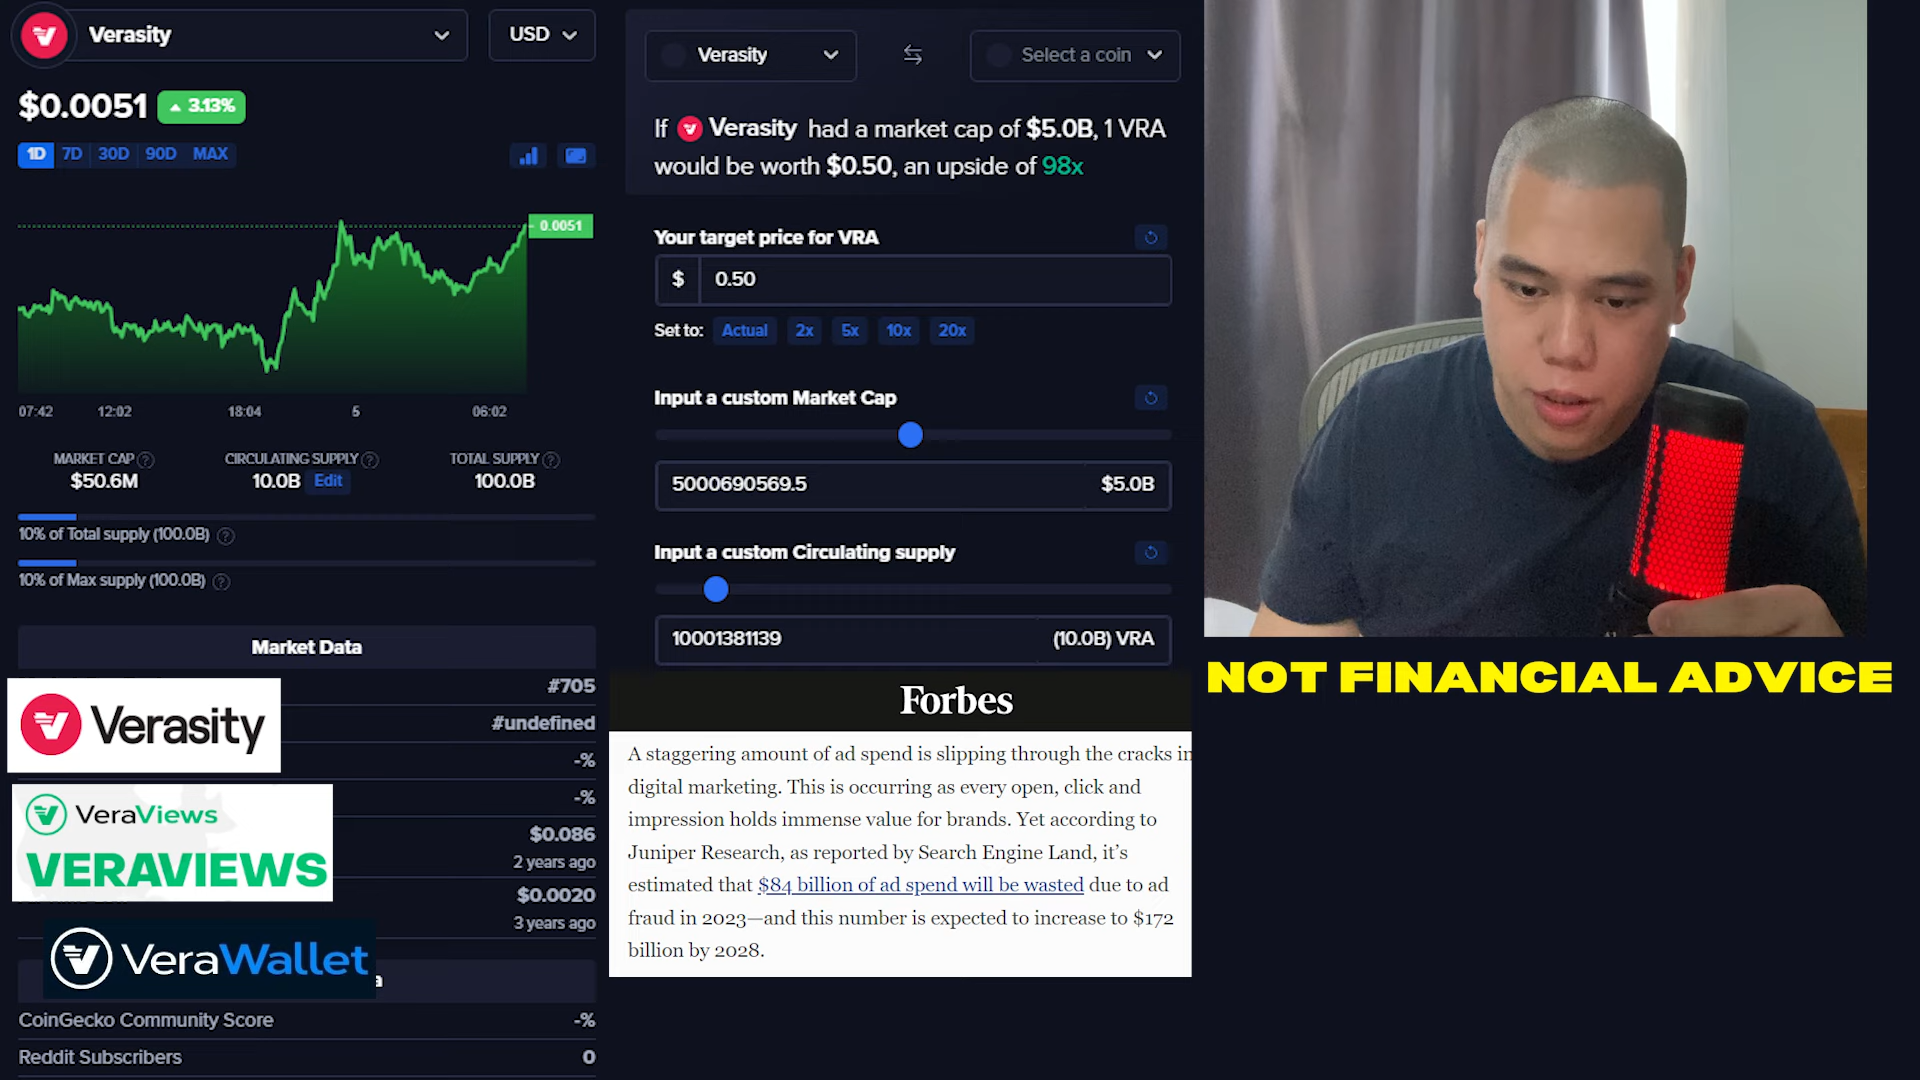 Verasity
USD
$0.0051
3.13%
1D 7D 30D 90D MAX
0.0051
07:42 12:02 18:04 5 06:02
MARKET CAP ?
$50.6M
CIRCULATING SUPPLY ?
10.0B Edit
TOTAL SUPPLY ?
100.0B
10% of Total supply (100.0B) ?
10% of Max supply (100.0B) ?
Market Data
#705
#undefined
-%
-%
$0.086
2 years ago
$0.0020
3 years ago
Verasity
VeraViews
VERAVIEWS
VeraWallet
a
CoinGecko Community Score -%
Reddit Subscribers 0
Verasity
Select a coin
If Verasity had a market cap of $5.0B, 1 VRA
would be worth $0.50, an upside of 98x
Your target price for VRA
$ 0.50
Set to: Actual 2x 5x 10x 20x
Input a custom Market Cap
5000690569.5 $5.0B
Input a custom Circulating supply
10001381139 (10.0B) VRA
Forbes
A staggering amount of ad spend is slipping through the cracks in
digital marketing. This is occurring as every open, click and
impression holds immense value for brands. Yet according to
Juniper Research, as reported by Search Engine Land, it’s
estimated that $84 billion of ad spend will be wasted due to ad
fraud in 2023—and this number is expected to increase to $172
billion by 2028.
NOT FINANCIAL ADVICE